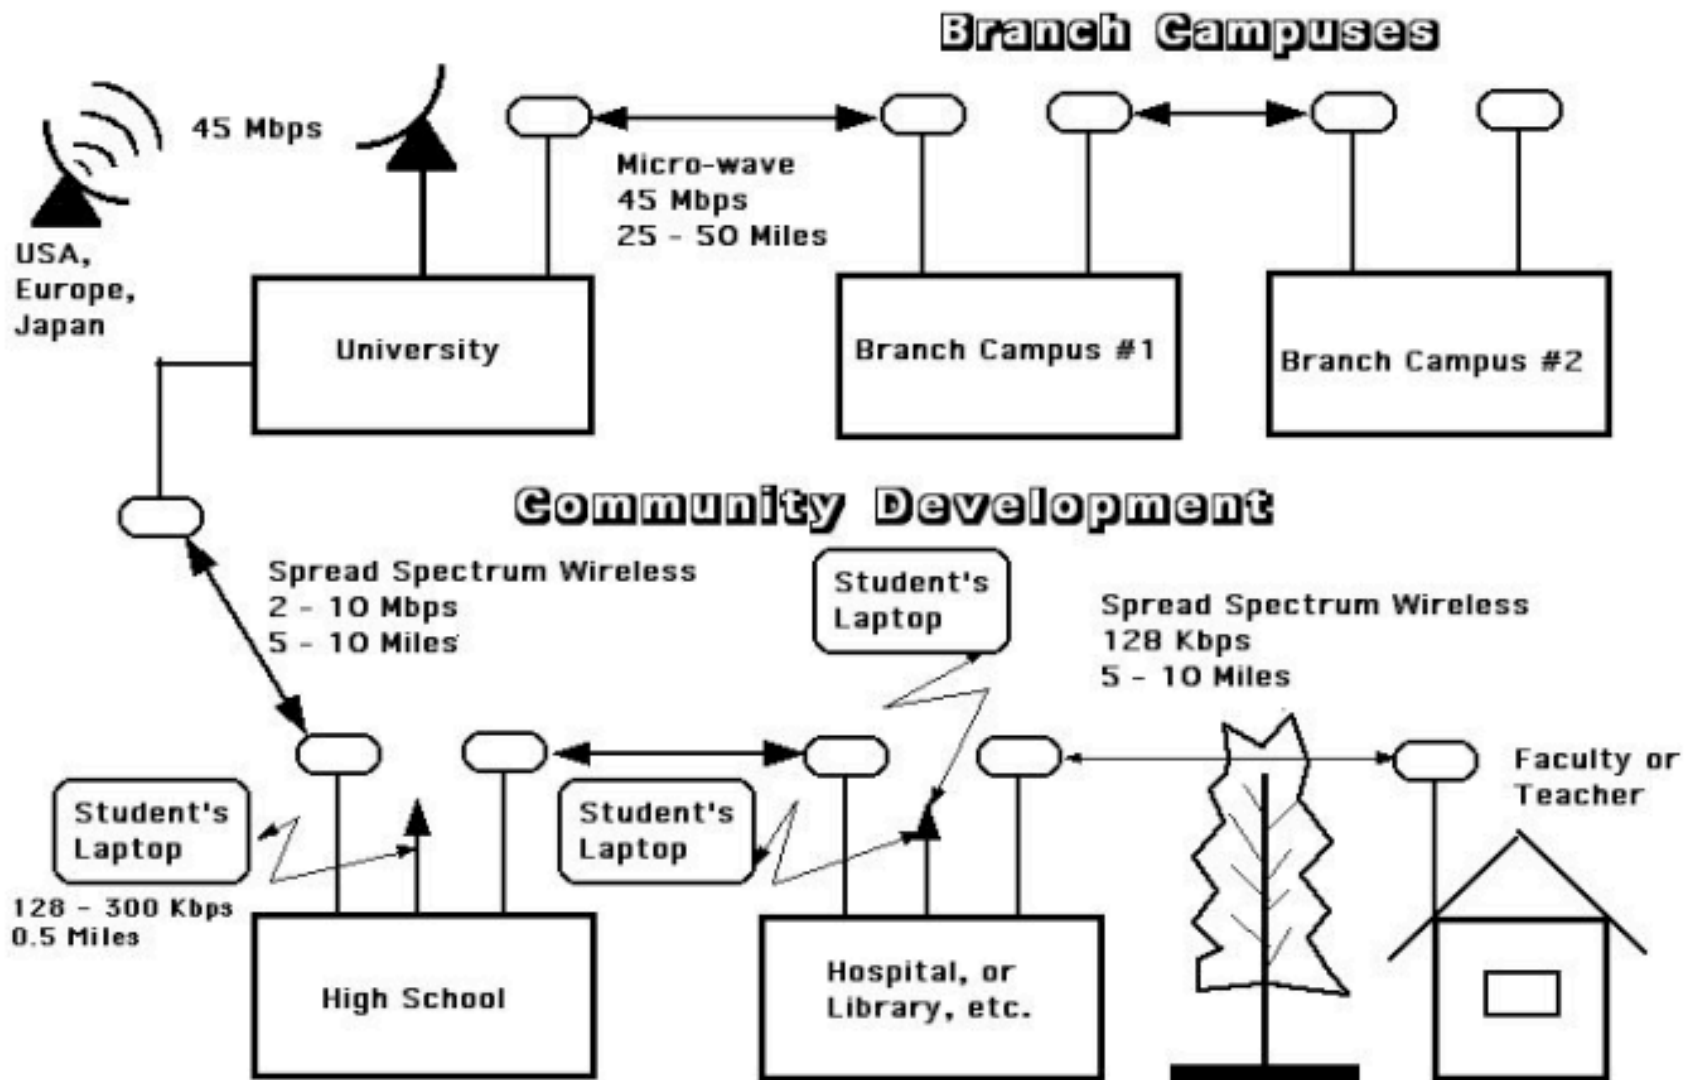 Branch Campuses
45 Mbps
Micro-wave
45 Mbps
25 - 50 Miles
USA,
Europe,
Japan
University
Branch Campus #1
Branch Campus #2
Community Development
Spread Spectrum Wireless
2 - 10 Mbps
5 - 10 Miles
Student's
Laptop
Spread Spectrum Wireless
128 Kbps
5 - 10 Miles
Student's
Laptop
128 - 300 Kbps
0.5 Miles
Student's
Laptop
Faculty or
Teacher
High School
Hospital, or
Library, etc.